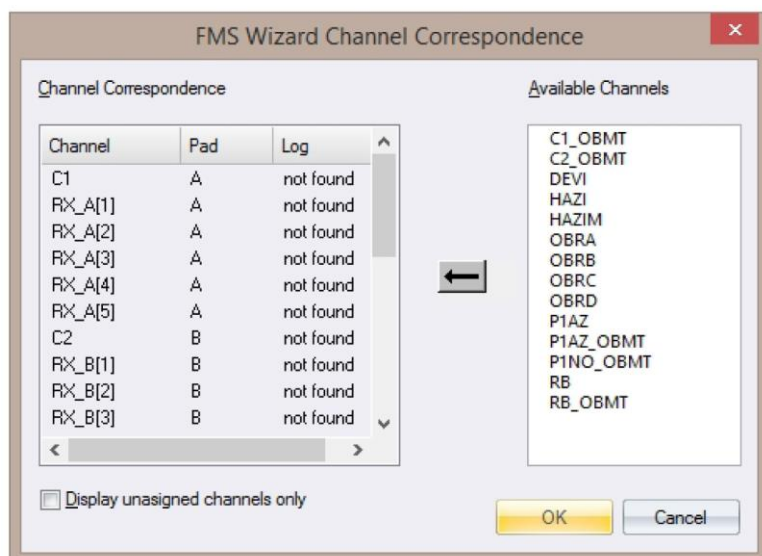 FMS Wizard Channel Correspondence
×
Channel Correspondence
Available Channels
Channel Pad Log
C1 A not found
RX_A[1] A not found
RX_A[2] A not found
RX_A[3] A not found
RX_A[4] A not found
RX_A[5] A not found
C2 B not found
RX_B[1] B not found
RX_B[2] B not found
RX_B[3] B not found
C1_OBMT
C2_OBMT
DEVI
HAZI
HAZIM
OBRA
OBRB
OBRC
OBRD
P1AZ
P1AZ_OBMT
P1NO_OBMT
RB
RB_OBMT
Display unasigned channels only
OK
Cancel